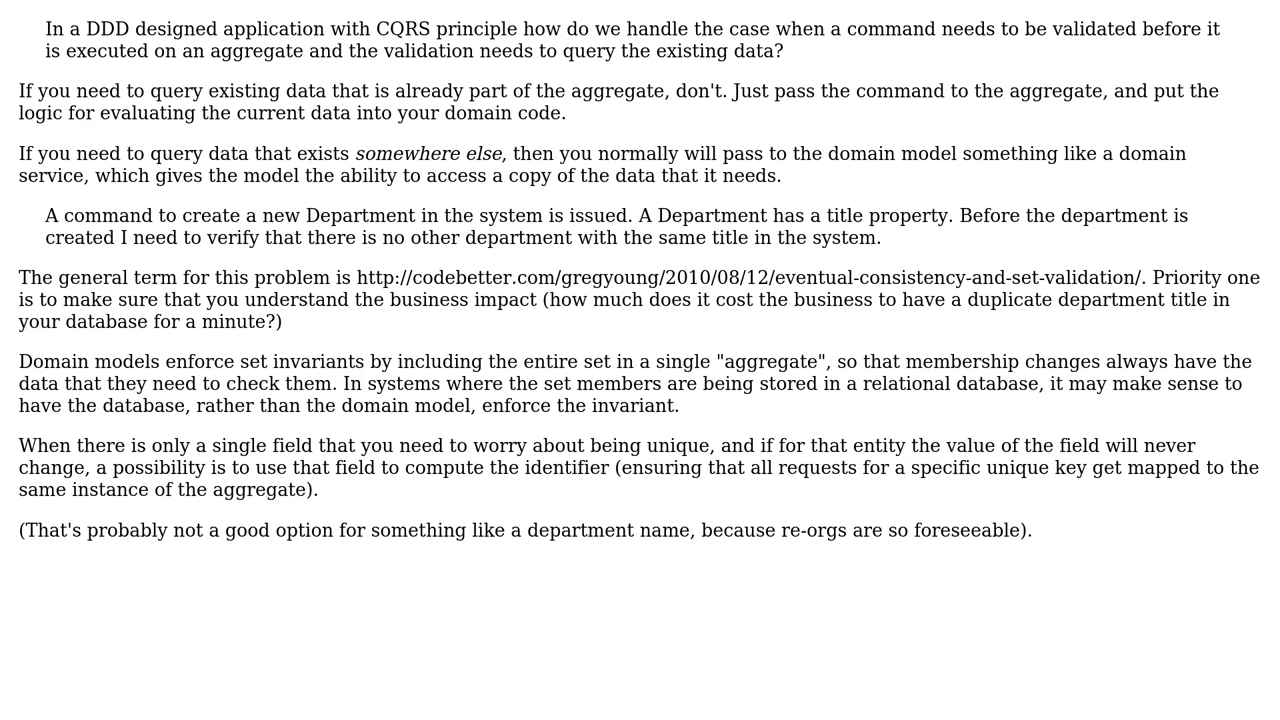 In a DDD designed application with CQRS principle how do we handle the case when a command needs to be validated before it
is executed on an aggregate and the validation needs to query the existing data?
If you need to query existing data that is already part of the aggregate, don't. Just pass the command to the aggregate, and put the
logic for evaluating the current data into your domain code.
If you need to query data that exists somewhere else, then you normally will pass to the domain model something like a domain
service, which gives the model the ability to access a copy of the data that it needs.
A command to create a new Department in the system is issued. A Department has a title property. Before the department is
created I need to verify that there is no other department with the same title in the system.
The general term for this problem is http://codebetter.com/gregyoung/2010/08/12/eventual-consistency-and-set-validation/. Priority one
is to make sure that you understand the business impact (how much does it cost the business to have a duplicate department title in
your database for a minute?)
Domain models enforce set invariants by including the entire set in a single "aggregate", so that membership changes always have the
data that they need to check them. In systems where the set members are being stored in a relational database, it may make sense to
have the database, rather than the domain model, enforce the invariant.
When there is only a single field that you need to worry about being unique, and if for that entity the value of the field will never
change, a possibility is to use that field to compute the identifier (ensuring that all requests for a specific unique key get mapped to the
same instance of the aggregate).
(That's probably not a good option for something like a department name, because re-orgs are so foreseeable).